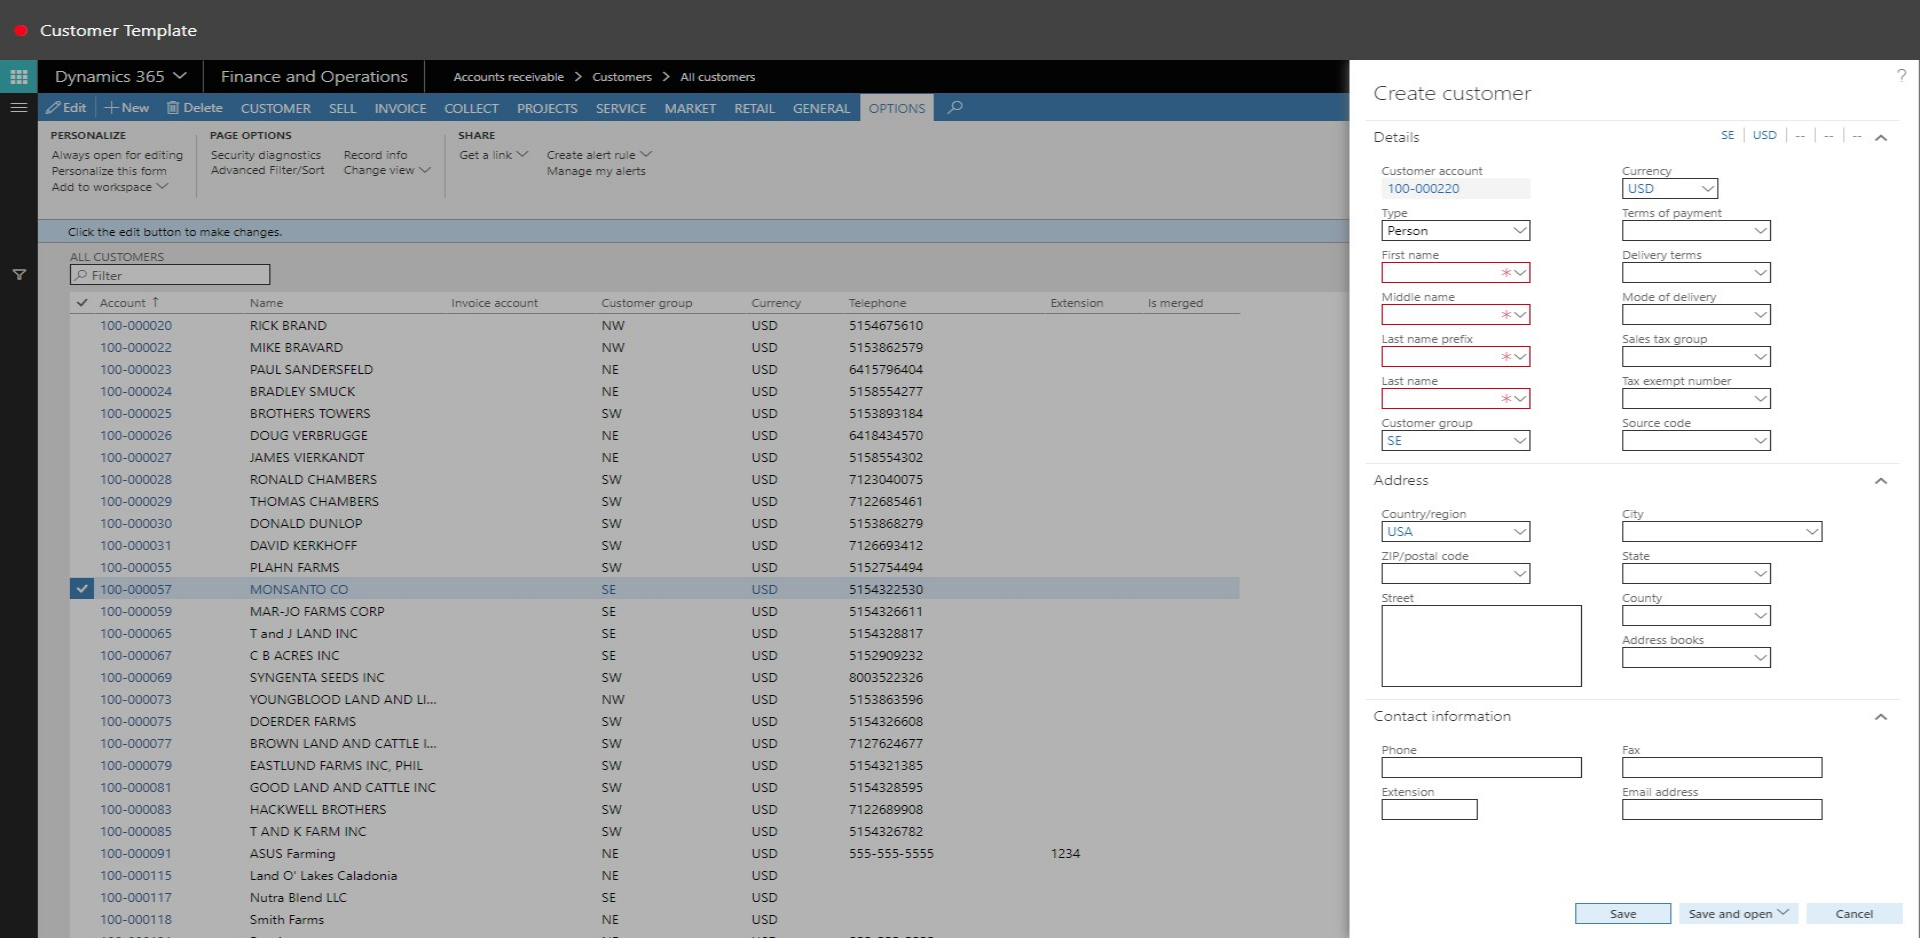 Customer Template
Dynamics 365 Finance and Operations Accounts receivable > Customers > All customers
Edit + New Delete CUSTOMER SELL INVOICE COLLECT PROJECTS SERVICE MARKET RETAIL GENERAL OPTIONS
PERSONALIZE
Always open for editing
Personalize this form
Add to workspace
PAGE OPTIONS
Security diagnostics Record info
Advanced Filter/Sort Change view
SHARE
Get a link Create alert rule
Manage my alerts
Click the edit button to make changes.
ALL CUSTOMERS
Filter
Account ↑ Name Invoice account Customer group Currency Telephone Extension Is merged
100-000020 RICK BRAND NW USD 5154675610
100-000022 MIKE BRAVARD NW USD 5153862579
100-000023 PAUL SANDERSFELD NE USD 6415796404
100-000024 BRADLEY SMUCK NE USD 5158554277
100-000025 BROTHERS TOWERS SW USD 5153893184
100-000026 DOUG VERBRUGGE NE USD 6418434570
100-000027 JAMES VIERKANDT NE USD 5158554302
100-000028 RONALD CHAMBERS SW USD 7123040075
100-000029 THOMAS CHAMBERS SW USD 7122685461
100-000030 DONALD DUNLOP SW USD 5153868279
100-000031 DAVID KERKHOFF SW USD 7126693412
100-000055 PLAHN FARMS SW USD 5152754494
100-000057 MONSANTO CO SE USD 5154322530
100-000059 MAR-JO FARMS CORP SE USD 5154326611
100-000065 T and J LAND INC SE USD 5154328817
100-000067 C B ACRES INC SE USD 5152909232
100-000069 SYNGENTA SEEDS INC SW USD 8003522326
100-000073 YOUNGBLOOD LAND AND LI... NW USD 5153863596
100-000075 DOERDER FARMS SW USD 5154326608
100-000077 BROWN LAND AND CATTLE I... SW USD 7127624677
100-000079 EASTLUND FARMS INC, PHIL SW USD 5154321385
100-000081 GOOD LAND AND CATTLE INC SW USD 5154328595
100-000083 HACKWELL BROTHERS SW USD 7122689908
100-000085 T AND K FARM INC SW USD 5154326782
100-000091 ASUS Farming NE USD 555-555-5555 1234
100-000115 Land O' Lakes Caladonia NE USD
100-000117 Nutra Blend LLC SE USD
100-000118 Smith Farms NE USD
?
Create customer
Details SE | USD | -- | -- | --
Customer account Currency
100-000220 USD
Type Terms of payment
Person
First name Delivery terms
*
Middle name Mode of delivery
*
Last name prefix Sales tax group
*
Last name Tax exempt number
*
Customer group Source code
SE
Address
Country/region City
USA
ZIP/postal code State
Street County
Address books
Contact information
Phone Fax
Extension Email address
Save Save and open Cancel